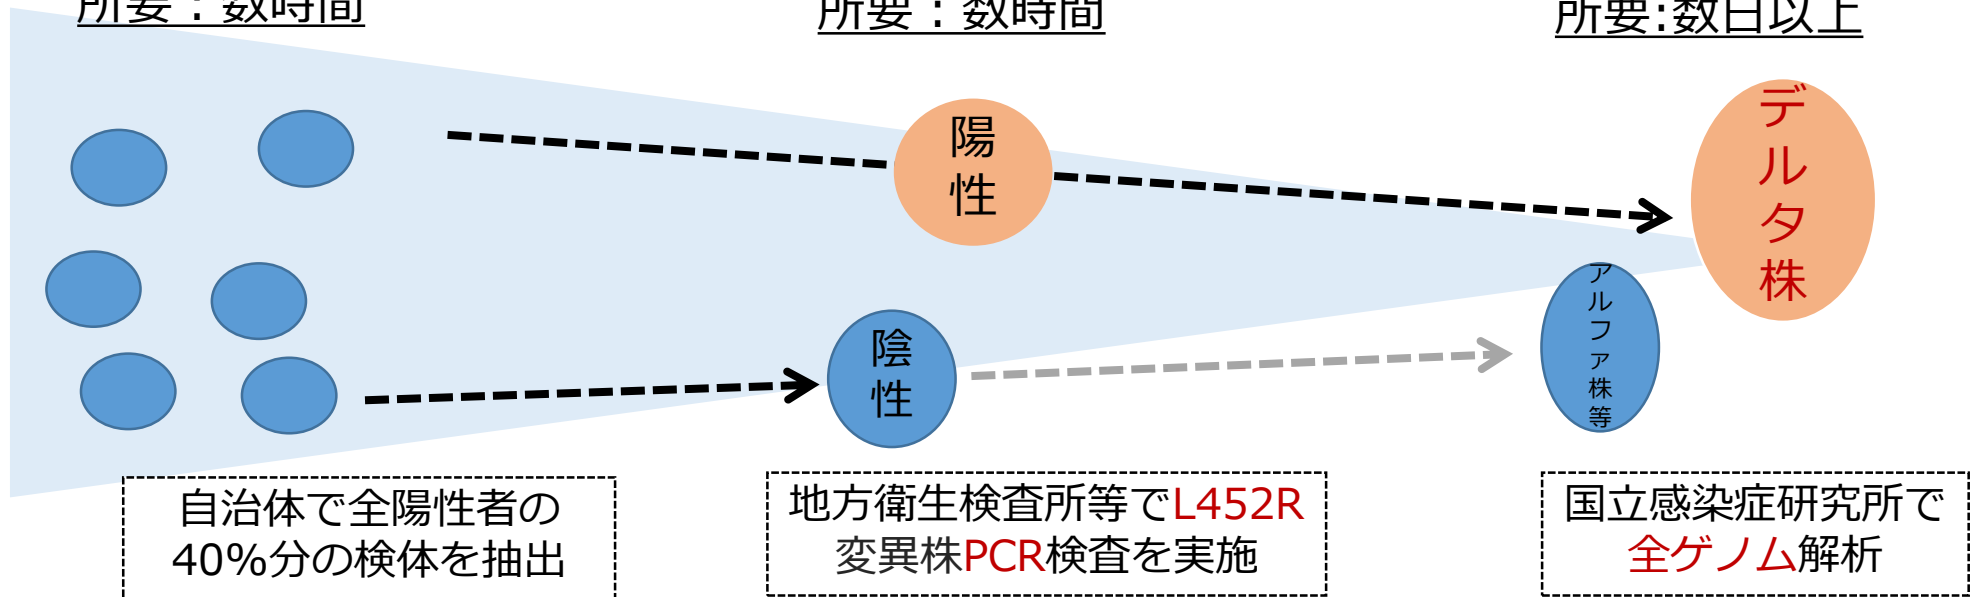 所要：数時間
所要：数時間
所要:数日以上
陽性
デルタ株
陰性
アルファ株等
自治体で全陽性者の
40%分の検体を抽出
地方衛生検査所等でL452R
変異株PCR検査を実施
国立感染症研究所で
全ゲノム解析